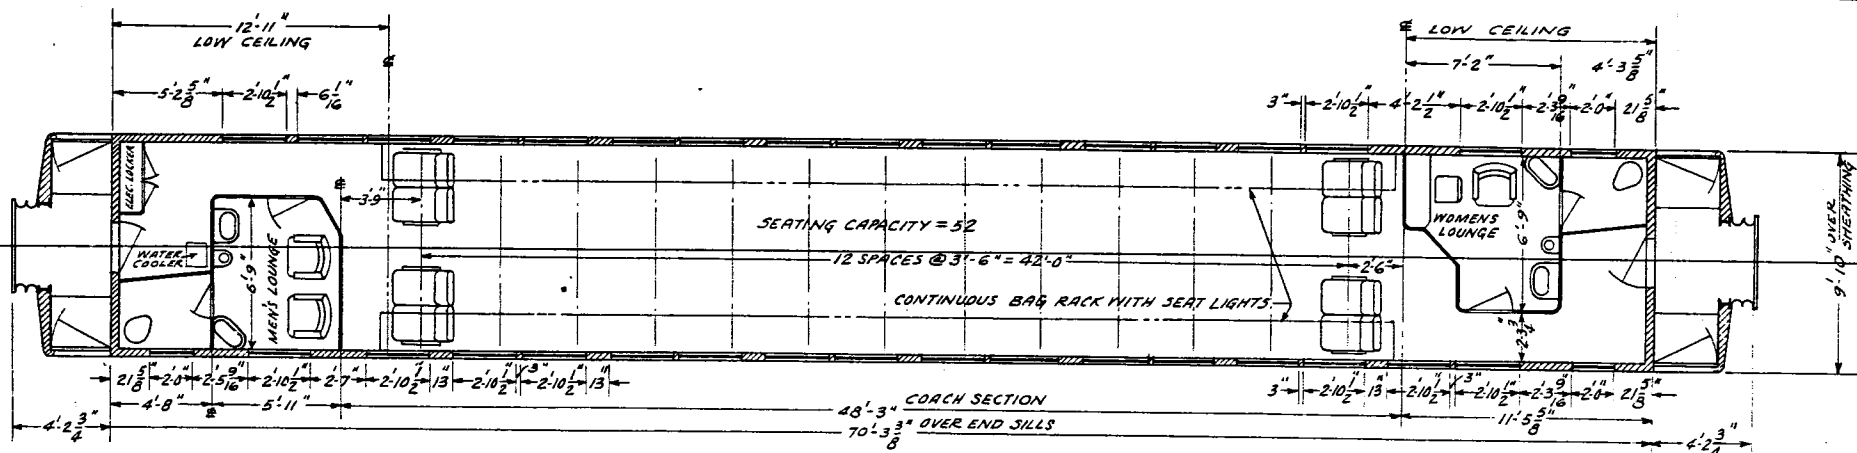 12'-11"
LOW CEILING
LOW CEILING
7'-2"
4'-3 5/8"
5'-2 5/8"
2'-10 1/2"
6 1/16"
3"
2'-10 1/2"
4'-2 1/2"
2'-10 1/2"
2'-3 9/16"
2'-0"
21 5/8"
ELEC. LOCKER
3'-9"
SEATING CAPACITY = 52
WOMENS
LOUNGE
6'-9"
9'-10" OVER
SHEATHING
WATER
COOLER
6'-9"
MEN'S LOUNGE
12 SPACES @ 3'-6" = 42'-0"
2'-6"
CONTINUOUS BAG RACK WITH SEAT LIGHTS
2'-3 3/4"
21 5/8"
2'-0"
2'-5 9/16"
2'-10 1/2"
2'-7"
2'-10 1/2"
13"
2'-10 1/2"
3"
2'-10 1/2"
13"
3"
2'-10 1/2"
13"
2'-10 1/2"
3"
2'-10 1/2"
2'-3 9/16"
2'-0"
21 5/8"
4'-8"
5'-11"
COACH SECTION
48'-3"
11'-5 5/8"
4'-2 3/4"
70'-3 3/8" OVER END SILLS
4'-2 3/4"